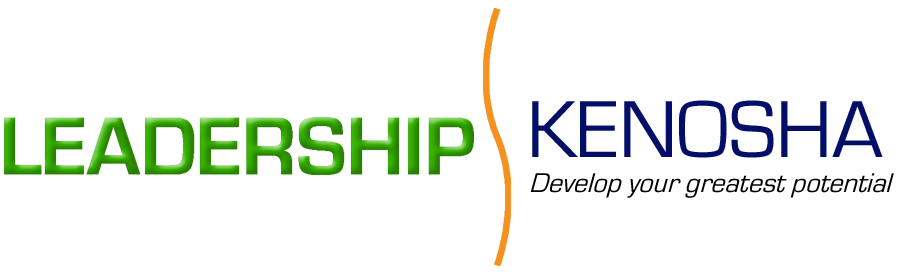 LEADERSHIP
KENOSHA
Develop your greatest potential